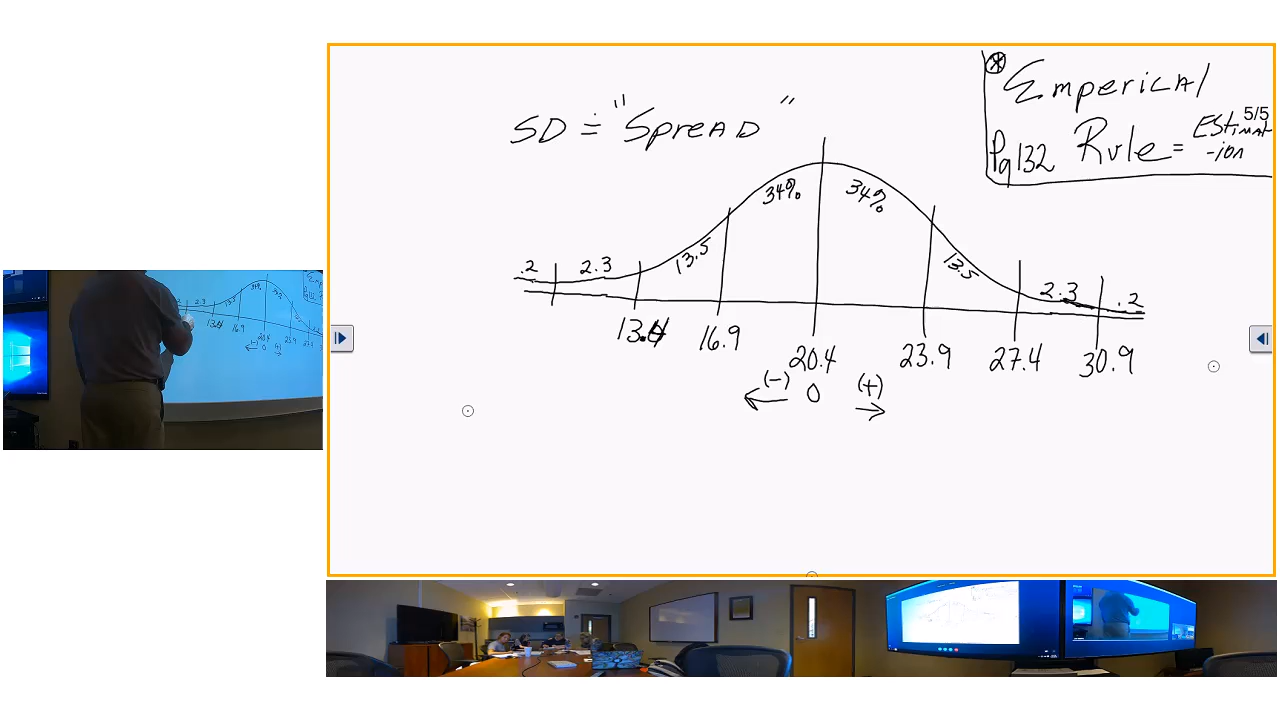 * Emperical
Pg 132 Rule = Estimat
-ion
5/5
SD ≐ "Spread"
34% 34%
13.5 13.5
.2 2.3 2.3 .2
13.4 16.9 20.4 23.9 27.4 30.9
(-) 0 (+)